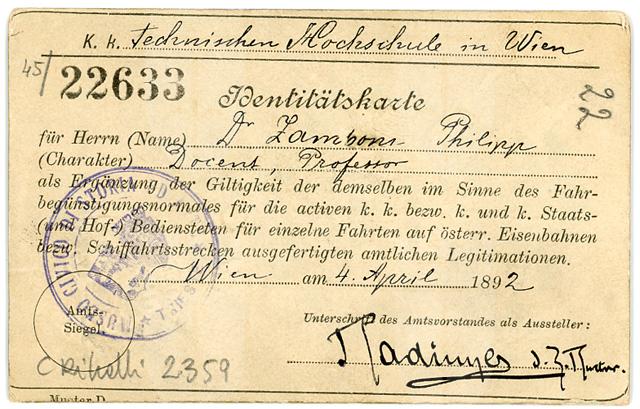 K. k. technischen Hochschule in Wien
45/
22633
22
Identitätskarte
für Herrn (Name) Dr Zamboni Philipp
(Charakter) Docent, Professor
als Ergänzung der Giltigkeit der demselben im Sinne des Fahr-
begünstigungsnormales für die activen k. k. bezw. k. und k. Staats-
(und Hof-) Bediensteten für einzelne Fahrten auf österr. Eisenbahnen
bezw. Schiffahrtsstrecken ausgefertigten amtlichen Legitimationen.
Wien am 4. April 1892
Amts-
Siegel.
Unterschrift des Amtsvorstandes als Aussteller:
2359
Muster D.
CIVICO MUSEO